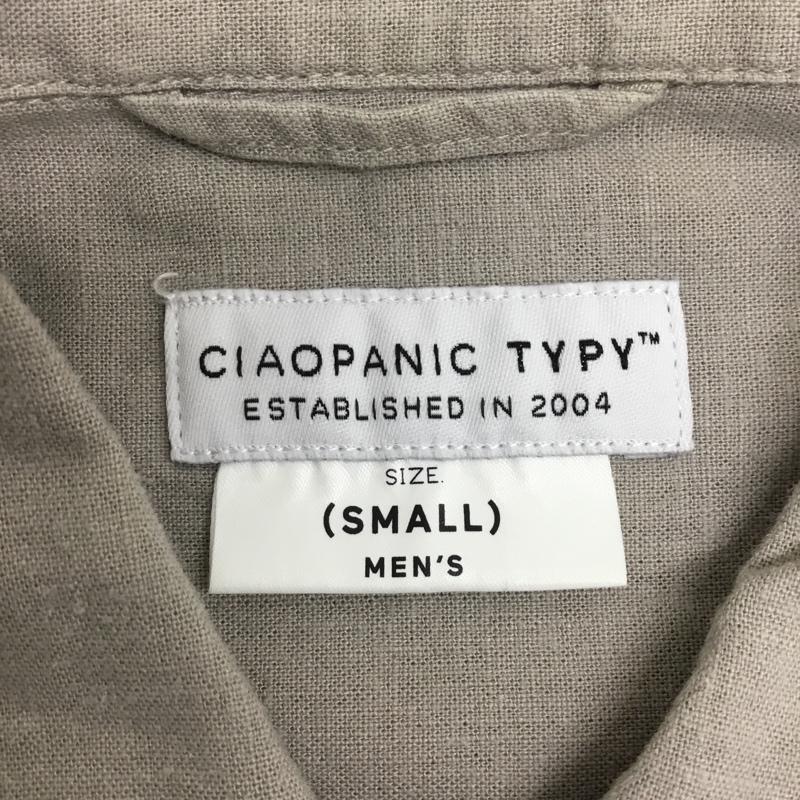 CIAOPANIC TYPY™
ESTABLISHED IN 2004
SIZE.
(SMALL)
MEN'S